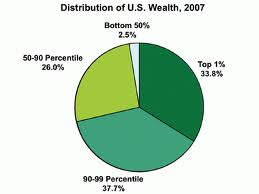 Distribution of U.S. Wealth, 2007
Bottom 50%
2.5%
50-90 Percentile
26.0%
Top 1%
33.8%
90-99 Percentile
37.7%